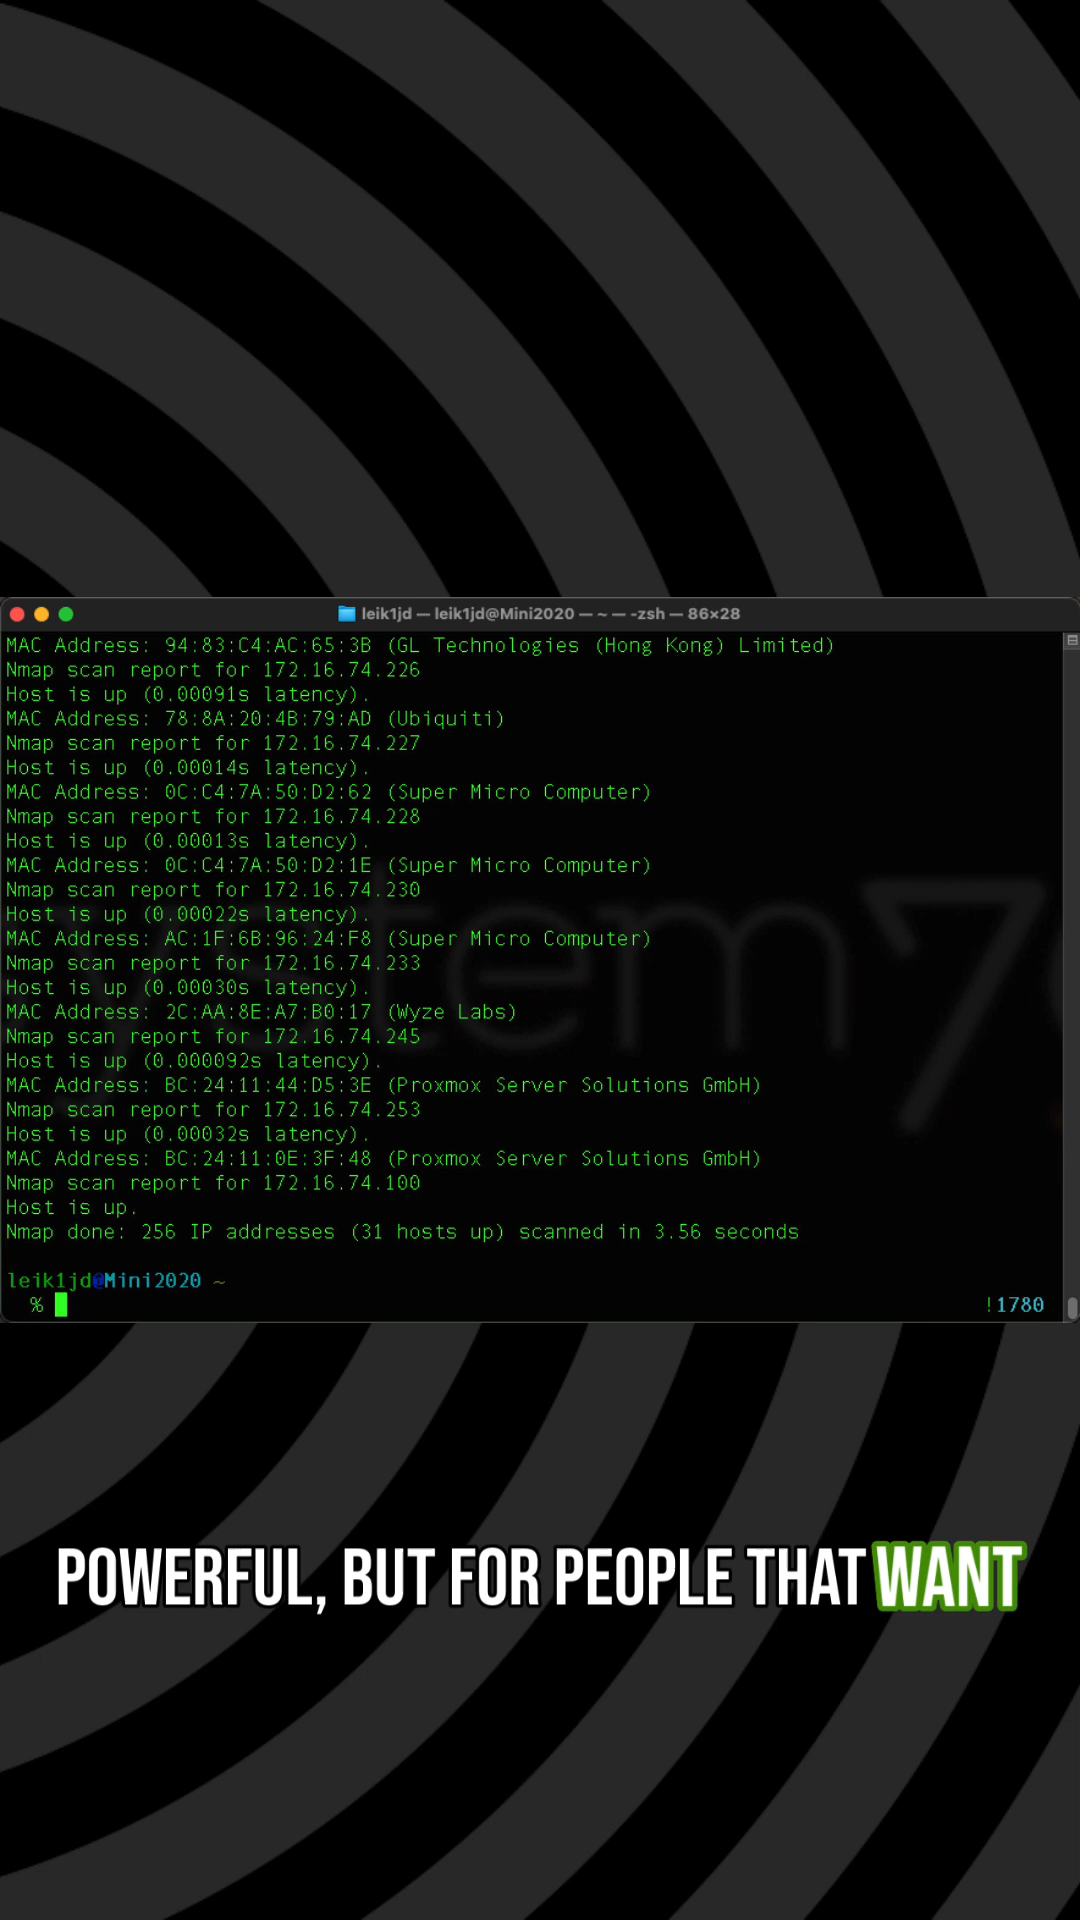 leik1jd — leik1jd@Mini2020 — ~ — -zsh — 86×28
MAC Address: 94:83:C4:AC:65:3B (GL Technologies (Hong Kong) Limited)
Nmap scan report for 172.16.74.226
Host is up (0.00091s latency).
MAC Address: 78:8A:20:4B:79:AD (Ubiquiti)
Nmap scan report for 172.16.74.227
Host is up (0.00014s latency).
MAC Address: 0C:C4:7A:50:D2:62 (Super Micro Computer)
Nmap scan report for 172.16.74.228
Host is up (0.00013s latency).
MAC Address: 0C:C4:7A:50:D2:1E (Super Micro Computer)
Nmap scan report for 172.16.74.230
Host is up (0.00022s latency).
MAC Address: AC:1F:6B:96:24:F8 (Super Micro Computer)
Nmap scan report for 172.16.74.233
Host is up (0.00030s latency).
MAC Address: 2C:AA:8E:A7:B0:17 (Wyze Labs)
Nmap scan report for 172.16.74.245
Host is up (0.000092s latency).
MAC Address: BC:24:11:44:D5:3E (Proxmox Server Solutions GmbH)
Nmap scan report for 172.16.74.253
Host is up (0.00032s latency).
MAC Address: BC:24:11:0E:3F:48 (Proxmox Server Solutions GmbH)
Nmap scan report for 172.16.74.100
Host is up.
Nmap done: 256 IP addresses (31 hosts up) scanned in 3.56 seconds
leik1jd@Mini2020 ~
% !1780
POWERFUL, BUT FOR PEOPLE THAT WANT